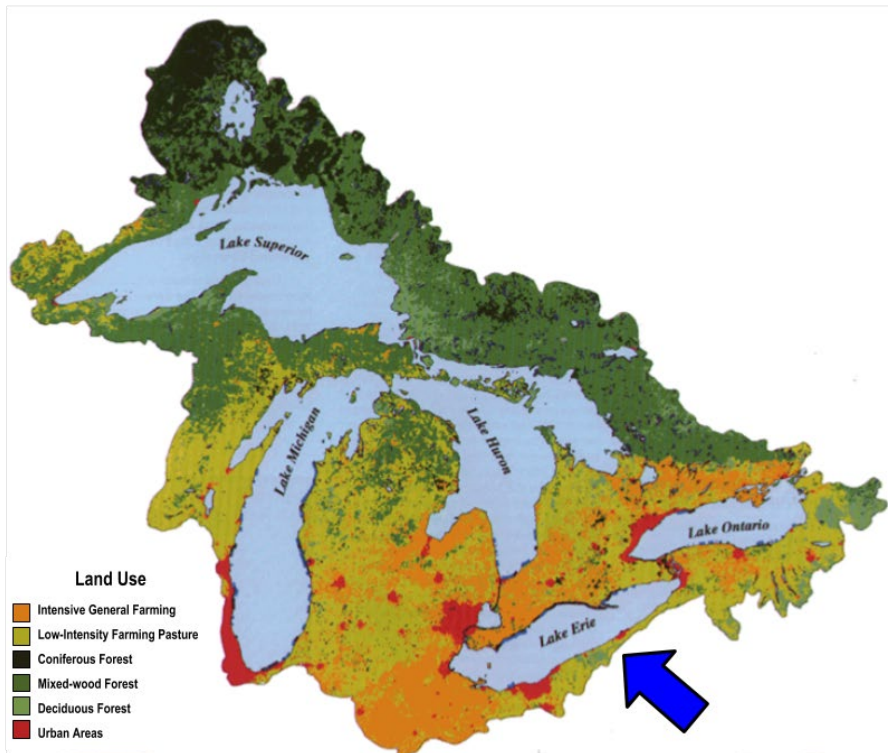 Lake Superior
Lake Michigan
Lake Huron
Lake Ontario
Lake Erie
Land Use
Intensive General Farming
Low-Intensity Farming Pasture
Coniferous Forest
Mixed-wood Forest
Deciduous Forest
Urban Areas